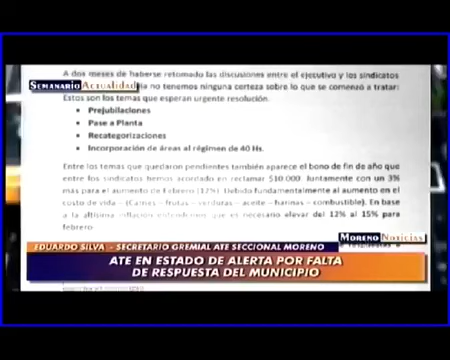 A dos meses de haberse retomado las discusiones entre el ejecutivo y los sindicatos
Semanario Actualidad no tenemos ninguna certeza sobre lo que se comenzó a tratar:
Estos son los temas que esperan urgente resolución.
• Prejubilaciones
• Pase a Planta
• Recategorizaciones
• Incorporación de áreas al régimen de 40 Hs.
Entre los temas que quedaron pendientes también aparece el bono de fin de año que
entre los sindicatos hemos acordado en reclamar $10.000. Juntamente con un 3%
más para el aumento de Febrero (12%). Debido fundamentalmente al aumento en el
costo de vida – (Carnes – frutas – verduras – aceite – harinas – combustible). En base
a la altísima inflación entendemos que es necesario elevar del 12% al 15% para
febrero
Moreno Noticias
EDUARDO SILVA - SECRETARIO GREMIAL ATE SECCIONAL MORENO
ATE EN ESTADO DE ALERTA POR FALTA
DE RESPUESTA DEL MUNICIPIO